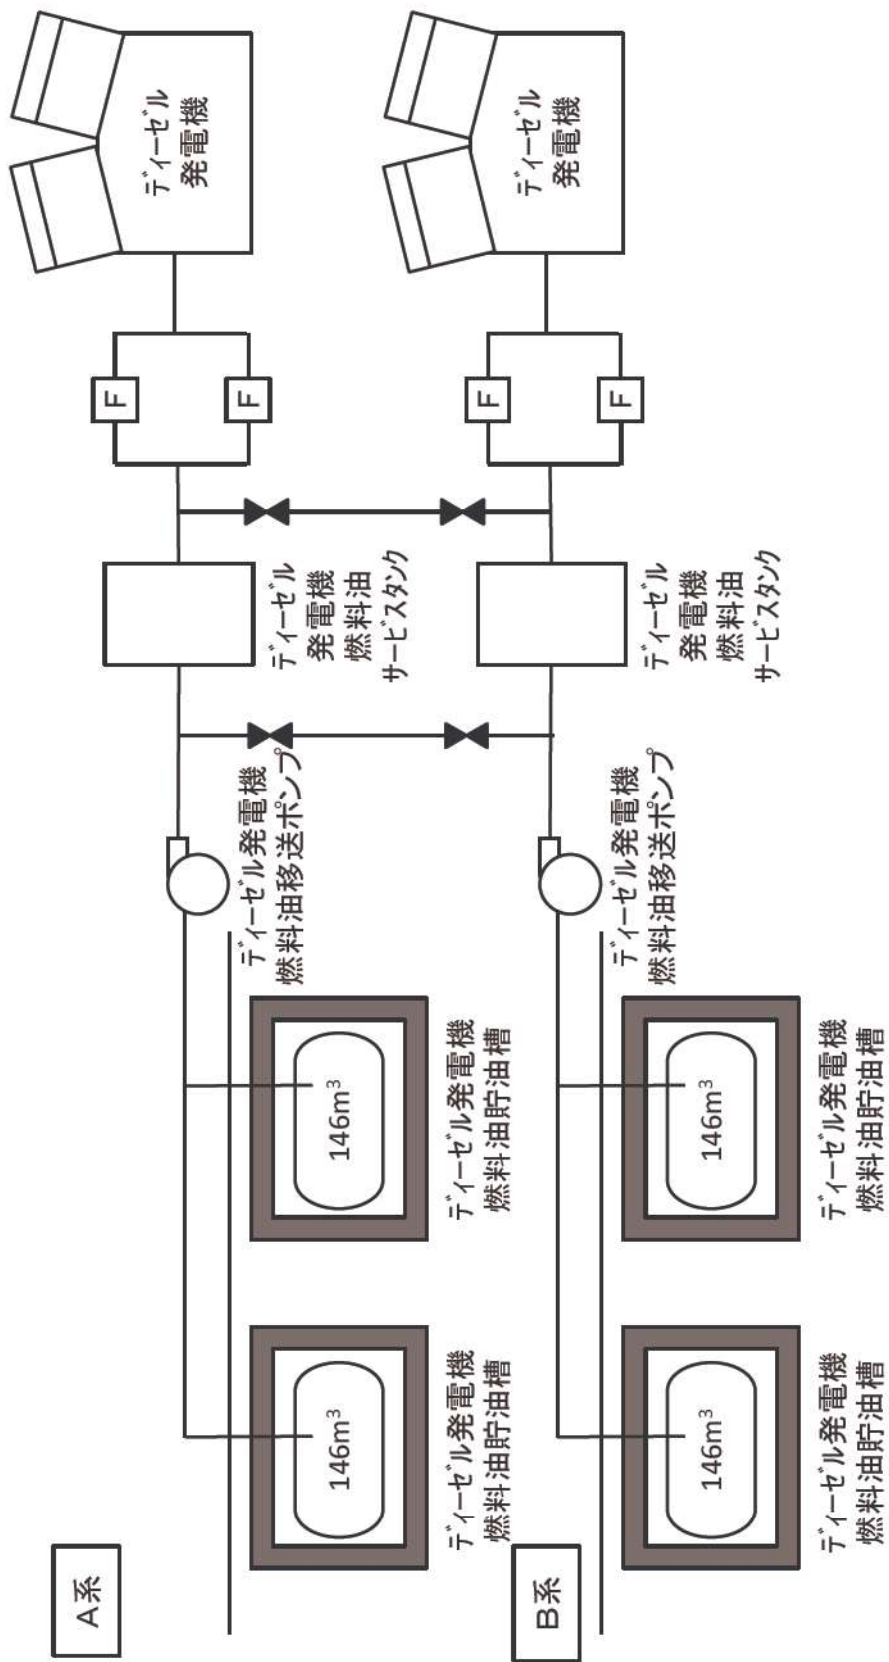 A系
146m³
ディーゼル発電機
燃料油貯油槽
146m³
ディーゼル発電機
燃料油貯油槽
ディーゼル発電機
燃料油移送ポンプ
ディーゼル
発電機
燃料油
サービスタンク
F
F
ディーゼル
発電機
B系
146m³
ディーゼル発電機
燃料油貯油槽
146m³
ディーゼル発電機
燃料油貯油槽
ディーゼル発電機
燃料油移送ポンプ
ディーゼル
発電機
燃料油
サービスタンク
F
F
ディーゼル
発電機